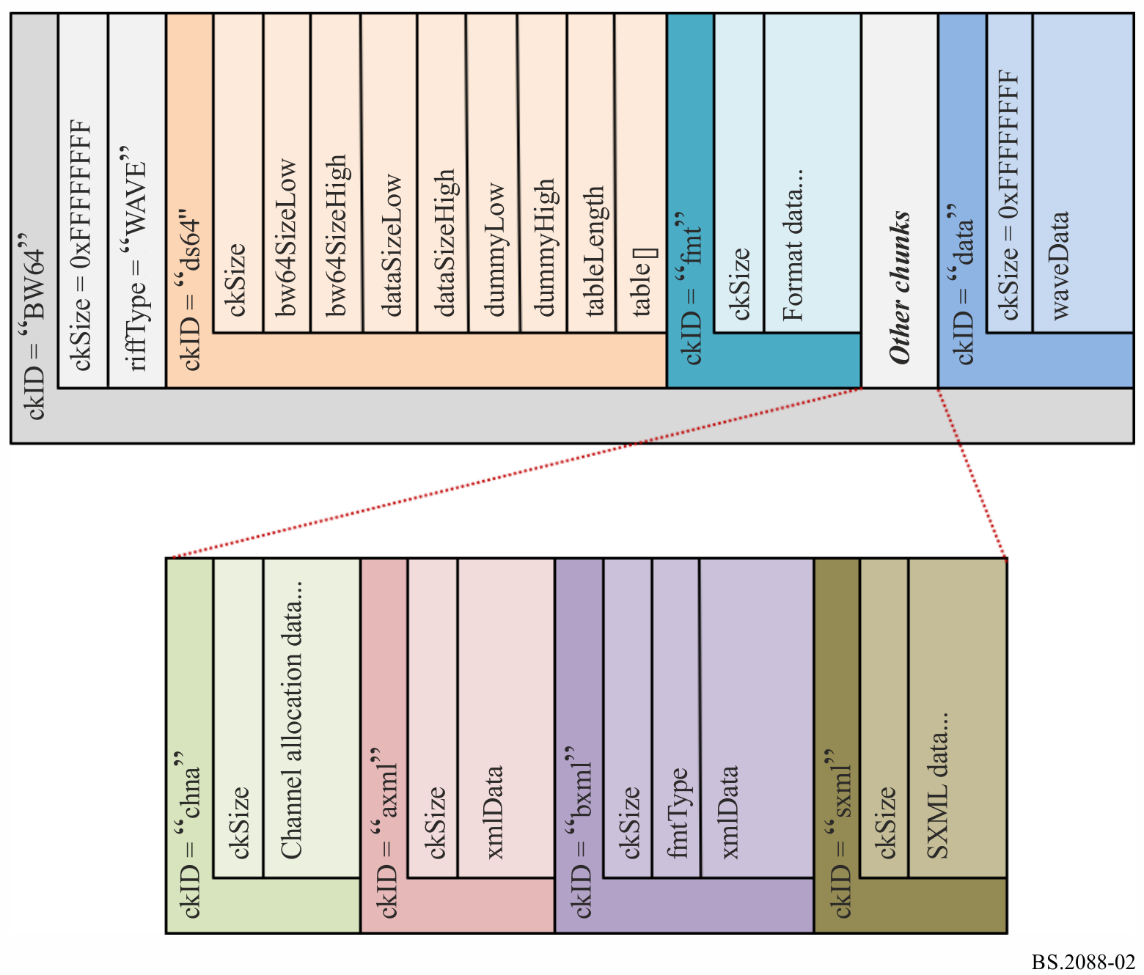 ckID = “BW64”
ckSize = 0xFFFFFFFF
riffType = “WAVE”
ckID = “ds64"
ckSize
bw64SizeLow
bw64SizeHigh
dataSizeLow
dataSizeHigh
dummyLow
dummyHigh
tableLength
table[]
ckID = “fmt”
ckSize
Format data...
Other chunks
ckID = “data”
ckSize = 0xFFFFFFFF
waveData
ckID = “chna”
ckSize
Channel allocation data...
ckID = “axml”
ckSize
xmlData
ckID = “bxml”
ckSize
fmtType
xmlData
ckID = “sxml”
ckSize
SXML data...
BS.2088-02